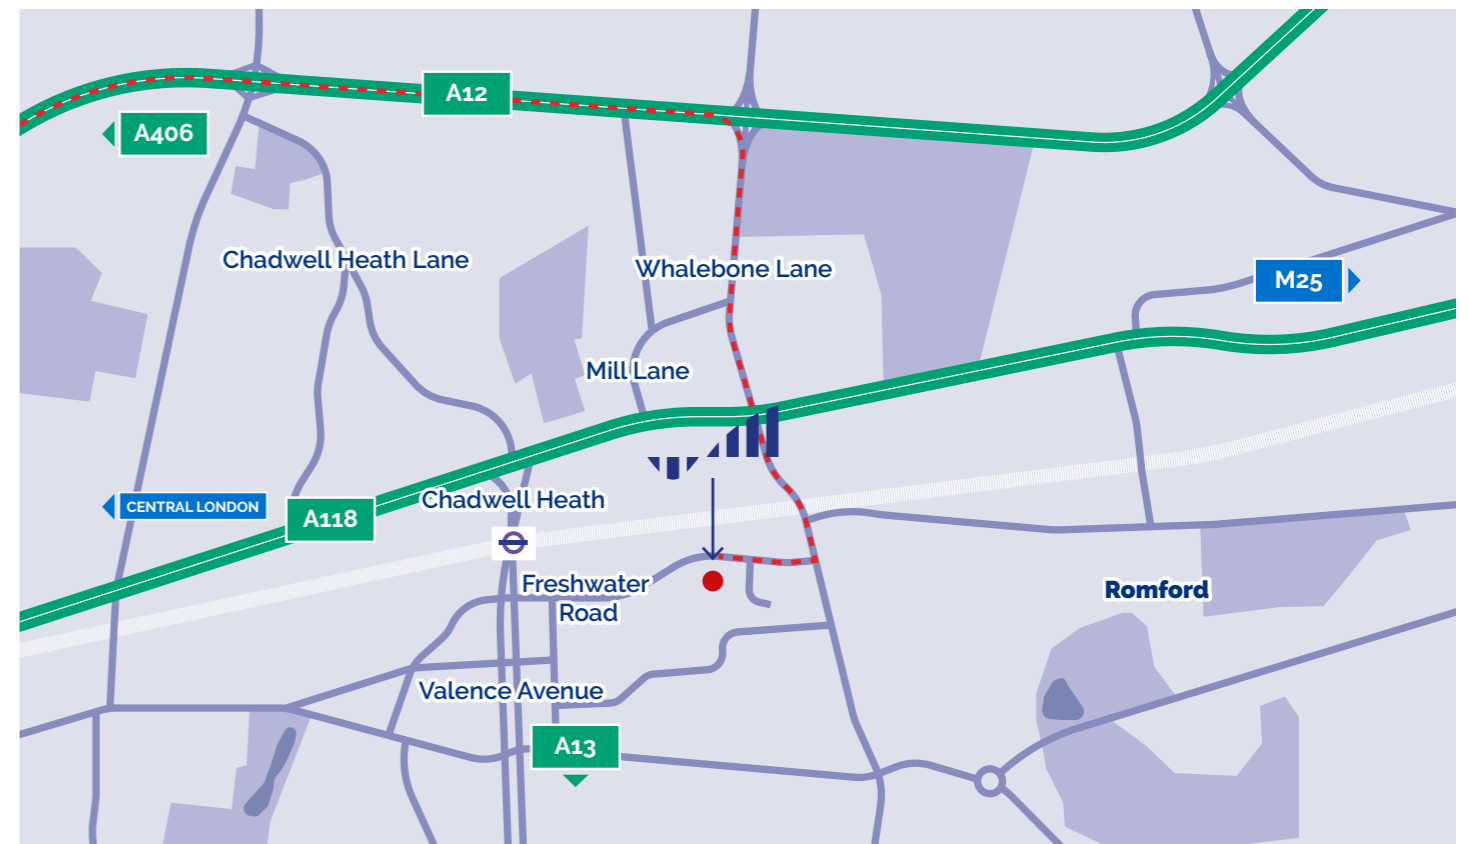 A12
A406
Chadwell Heath Lane
Whalebone Lane
M25
Mill Lane
Chadwell Heath
CENTRAL LONDON
A118
Freshwater
Road
Romford
Valence Avenue
A13